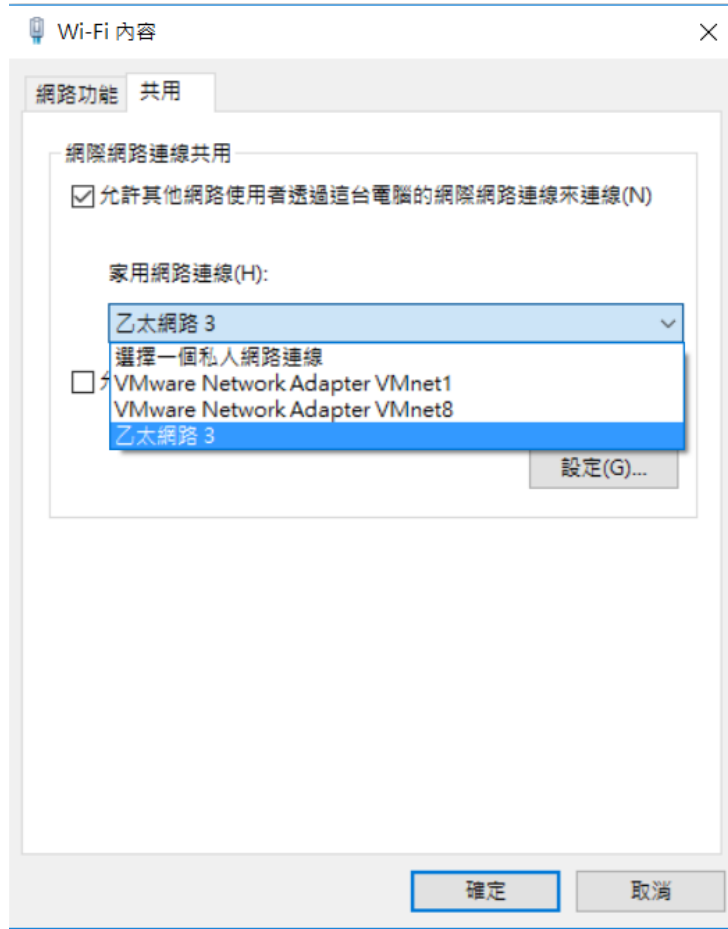 Wi-Fi 內容
網路功能 共用
網際網路連線共用
允許其他網路使用者透過這台電腦的網際網路連線來連線(N)
家用網路連線(H):
乙太網路 3
選擇一個私人網路連線
VMware Network Adapter VMnet1
VMware Network Adapter VMnet8
乙太網路 3
設定(G)...
確定 取消